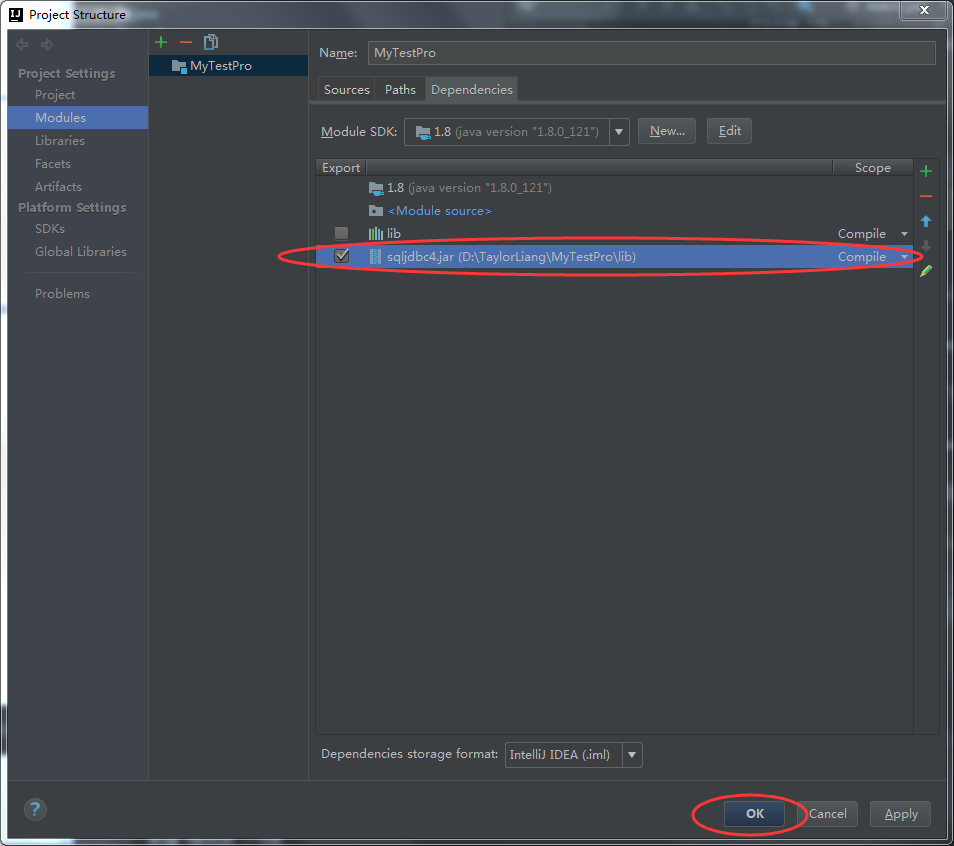 IJ Project Structure
Project Settings
Project
Modules
Libraries
Facets
Artifacts
Platform Settings
SDKs
Global Libraries
Problems
MyTestPro
Name: MyTestPro
Sources Paths Dependencies
Module SDK: 1.8 (java version "1.8.0_121") New... Edit
Export Scope
1.8 (java version "1.8.0_121")
<Module source>
lib Compile
sqljdbc4.jar (D:\TaylorLiang\MyTestPro\lib) Compile
Dependencies storage format: IntelliJ IDEA (.iml)
? OK Cancel Apply